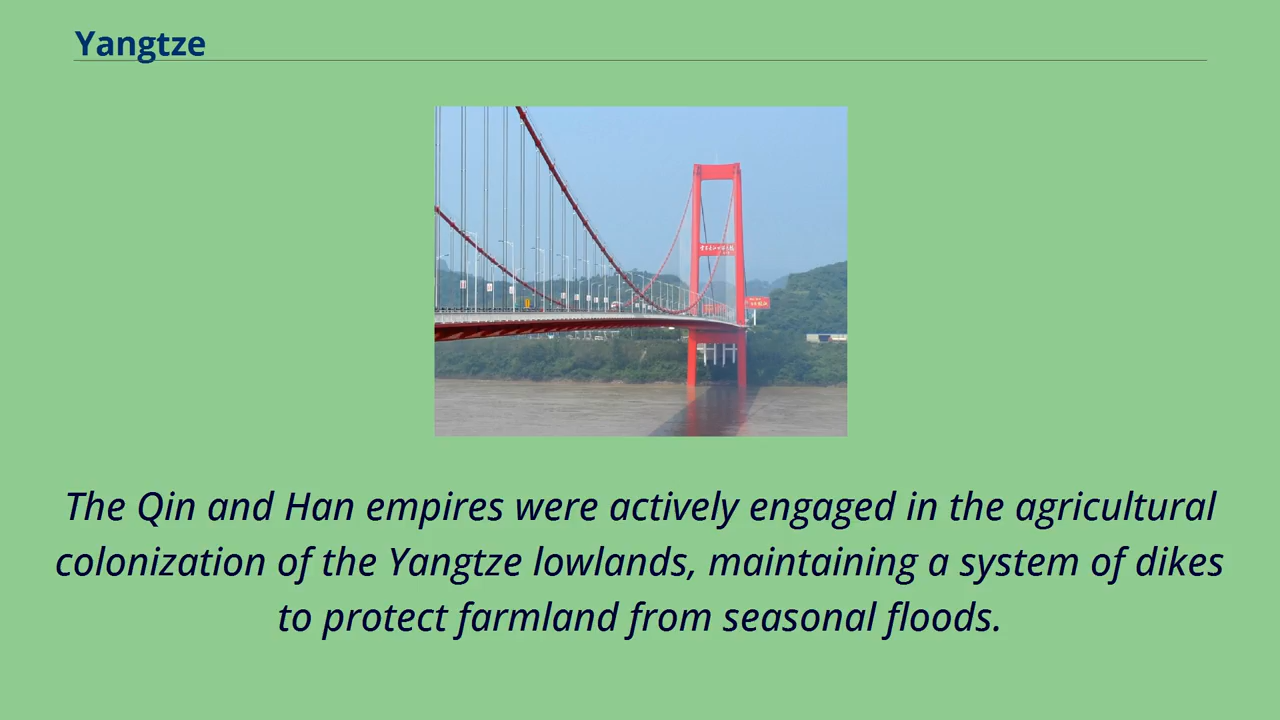 Yangtze
The Qin and Han empires were actively engaged in the agricultural
colonization of the Yangtze lowlands, maintaining a system of dikes
to protect farmland from seasonal floods.